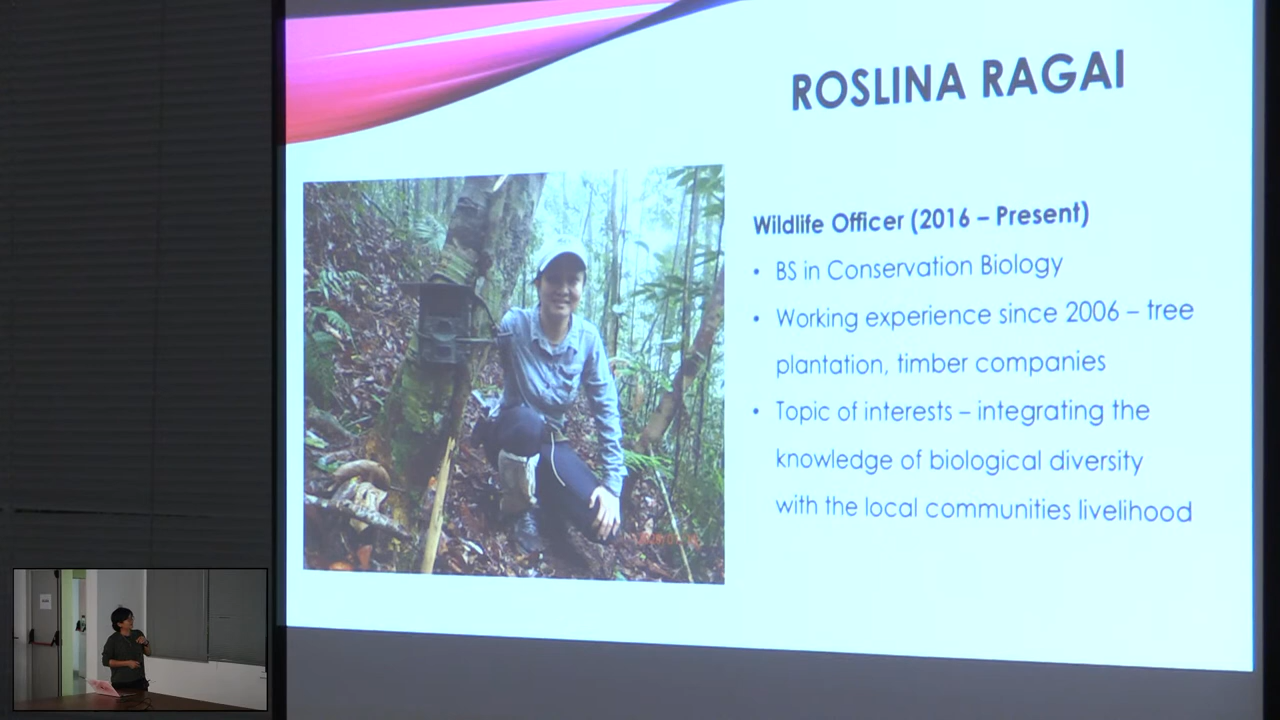 ROSLINA RAGAI
Wildlife Officer (2016 – Present)
• BS in Conservation Biology
• Working experience since 2006 – tree
plantation, timber companies
• Topic of interests – integrating the
knowledge of biological diversity
with the local communities livelihood